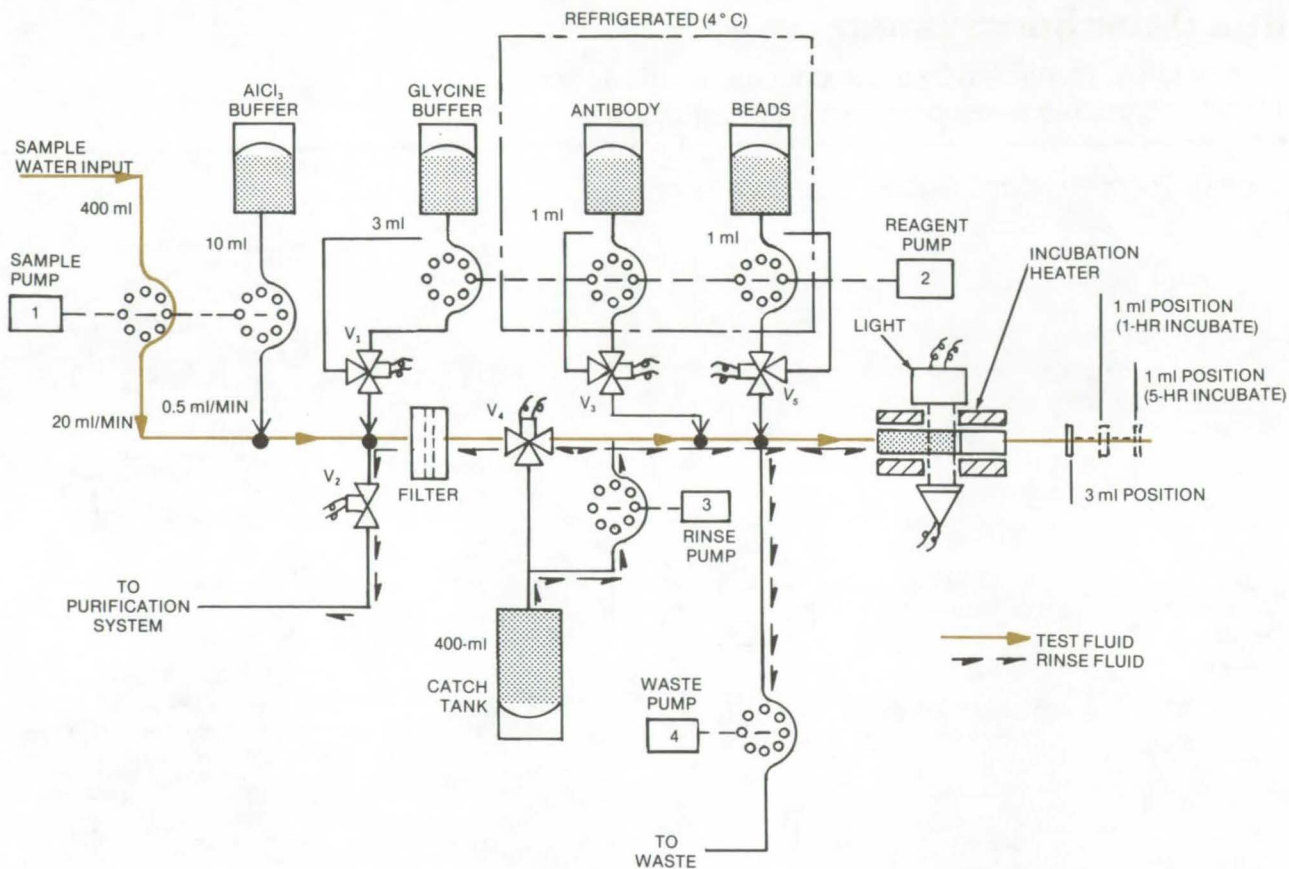 REFRIGERATED (4° C)
AlCl₃
BUFFER
GLYCINE
BUFFER
ANTIBODY
BEADS
SAMPLE
WATER INPUT
400 ml
10 ml
3 ml
1 ml
1 ml
REAGENT
PUMP
2
INCUBATION
HEATER
SAMPLE
PUMP
1
1 ml POSITION
(1-HR INCUBATE)
LIGHT
V₁
V₃
V₅
V₄
1 ml POSITION
(5-HR INCUBATE)
20 ml/MIN
0.5 ml/MIN
V₂
FILTER
3
RINSE
PUMP
3 ml POSITION
TO
PURIFICATION
SYSTEM
400-ml
CATCH
TANK
WASTE
PUMP
4
TEST FLUID
RINSE FLUID
TO
WASTE